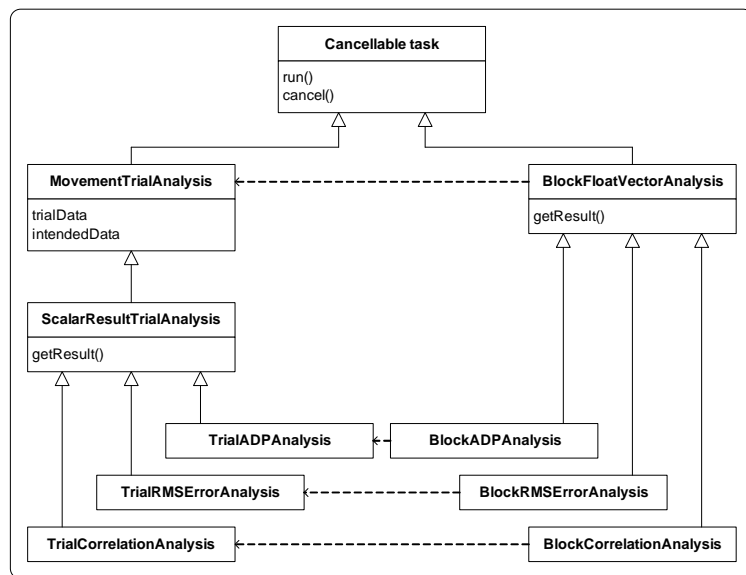 Cancellable task
run()
cancel()
MovementTrialAnalysis
trialData
intendedData
BlockFloatVectorAnalysis
getResult()
ScalarResultTrialAnalysis
getResult()
TrialADPAnalysis
BlockADPAnalysis
TrialRMSErrorAnalysis
BlockRMSErrorAnalysis
TrialCorrelationAnalysis
BlockCorrelationAnalysis